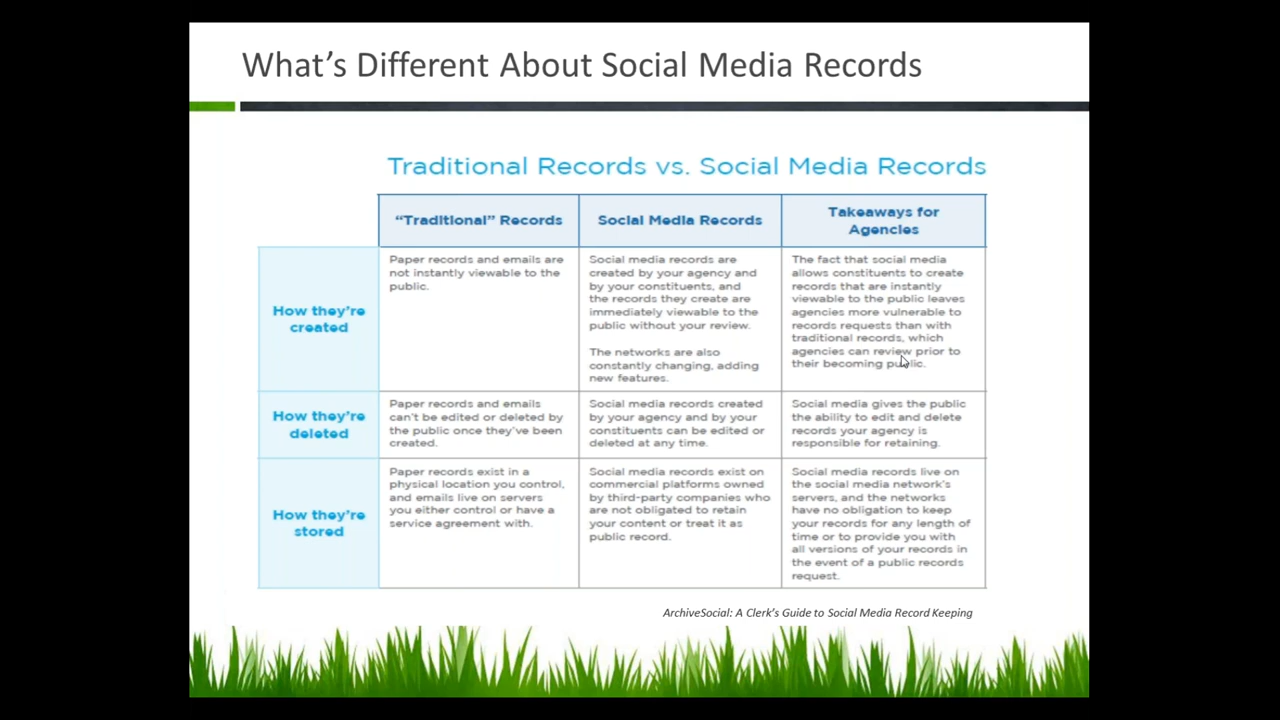 What's Different About Social Media Records
Traditional Records vs. Social Media Records
"Traditional" Records
Social Media Records
Takeaways for
Agencies
How they're
created
Paper records and emails are
not instantly viewable to the
public.
Social media records are
created by your agency and
by your constituents, and
the records they create are
immediately viewable to the
public without your review.
The networks are also
constantly changing, adding
new features.
The fact that social media
allows constituents to create
records that are instantly
viewable to the public leaves
agencies more vulnerable to
records requests than with
traditional records, which
agencies can review prior to
their becoming public.
How they're
deleted
Paper records and emails
can't be edited or deleted by
the public once they've been
created.
Social media records created
by your agency and by your
constituents can be edited or
deleted at any time.
Social media gives the public
the ability to edit and delete
records your agency is
responsible for retaining.
How they're
stored
Paper records exist in a
physical location you control,
and emails live on servers
you either control or have a
service agreement with.
Social media records exist on
commercial platforms owned
by third-party companies who
are not obligated to retain
your content or treat it as
public record.
Social media records live on
the social media network's
servers, and the networks
have no obligation to keep
your records for any length of
time or to provide you with
all versions of your records in
the event of a public records
request.
ArchiveSocial: A Clerk's Guide to Social Media Record Keeping